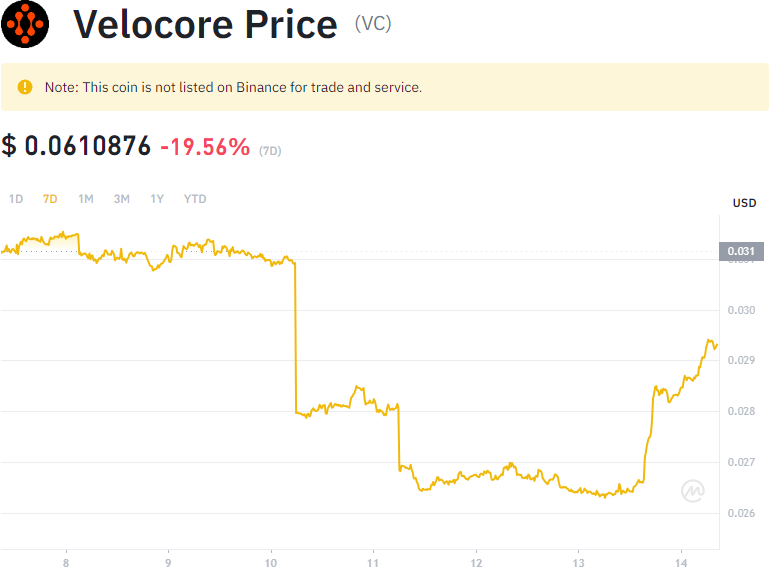 Velocore Price (VC)
Note: This coin is not listed on Binance for trade and service.
$ 0.0610876 -19.56% (7D)
1D 7D 1M 3M 1Y YTD
USD
0.031
0.030
0.029
0.028
0.027
0.026
8 9 10 11 12 13 14